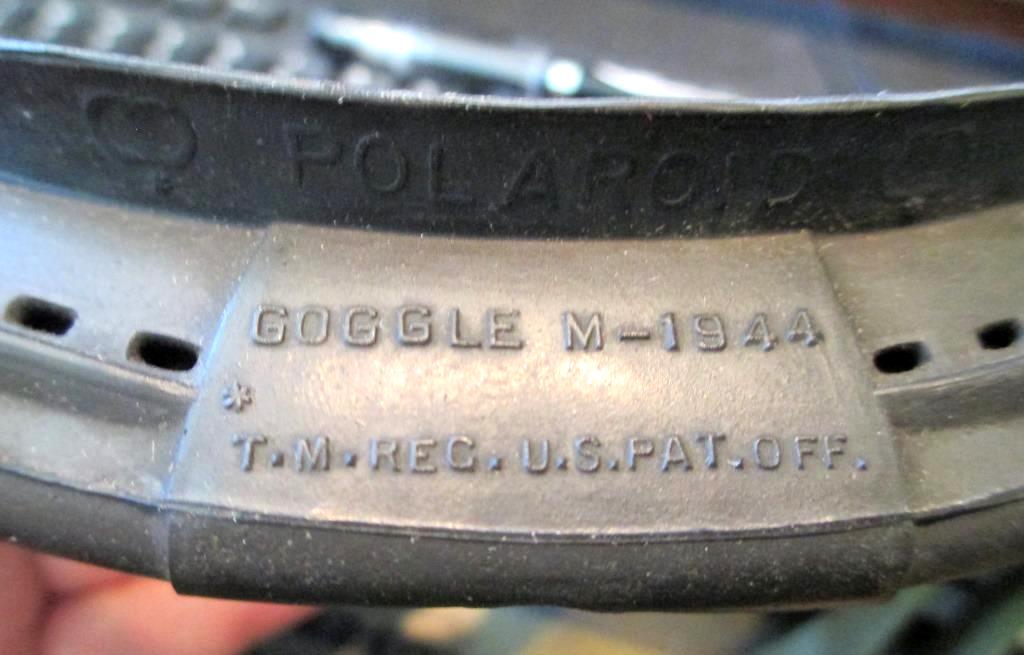 POLAROID
GOGGLE M-1944
*
T.M.REG.U.S.PAT.OFF.